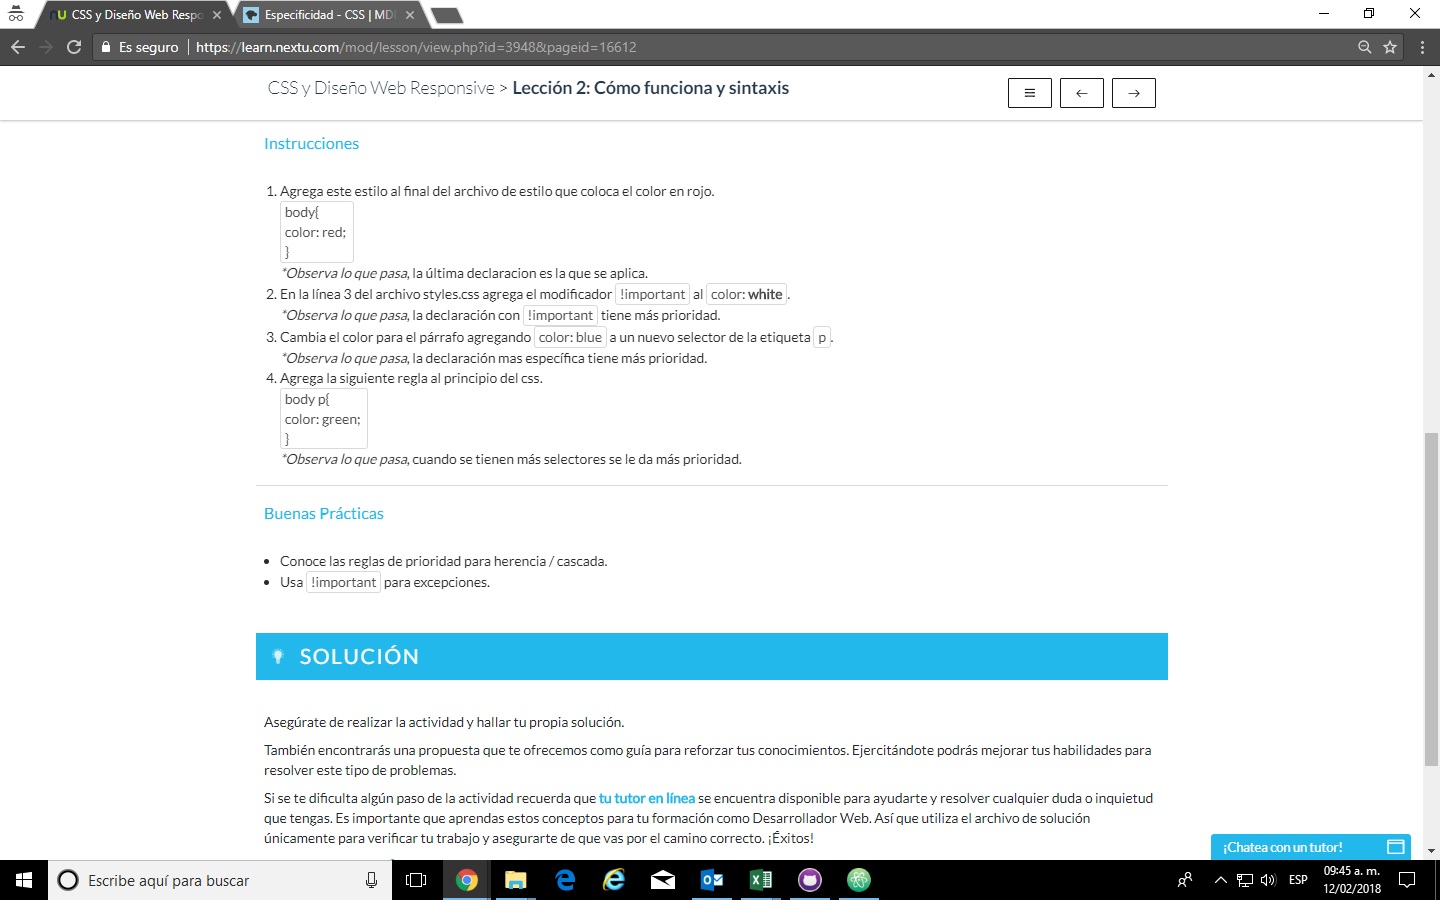 CSS y Diseño Web Respo
Especificidad - CSS | MD
Es seguro
https://learn.nextu.com/mod/lesson/view.php?id=3948&pageid=16612
CSS y Diseño Web Responsive > Lección 2: Cómo funciona y sintaxis
Instrucciones
1. Agrega este estilo al final del archivo de estilo que coloca el color en rojo.
body{
color: red;
}
*Observa lo que pasa, la última declaracion es la que se aplica.
2. En la línea 3 del archivo styles.css agrega el modificador !important al color: white.
*Observa lo que pasa, la declaración con !important tiene más prioridad.
3. Cambia el color para el párrafo agregando color: blue a un nuevo selector de la etiqueta p.
*Observa lo que pasa, la declaración mas específica tiene más prioridad.
4. Agrega la siguiente regla al principio del css.
body p{
color: green;
}
*Observa lo que pasa, cuando se tienen más selectores se le da más prioridad.
Buenas Prácticas
• Conoce las reglas de prioridad para herencia / cascada.
• Usa !important para excepciones.
SOLUCIÓN
Asegúrate de realizar la actividad y hallar tu propia solución.
También encontrarás una propuesta que te ofrecemos como guía para reforzar tus conocimientos. Ejercitándote podrás mejorar tus habilidades para
resolver este tipo de problemas.
Si se te dificulta algún paso de la actividad recuerda que tu tutor en línea se encuentra disponible para ayudarte y resolver cualquier duda o inquietud
que tengas. Es importante que aprendas estos conceptos para tu formación como Desarrollador Web. Así que utiliza el archivo de solución
únicamente para verificar tu trabajo y asegurarte de que vas por el camino correcto. ¡Éxitos!
¡Chatea con un tutor!
Escribe aquí para buscar
ESP
09:45 a. m.
12/02/2018